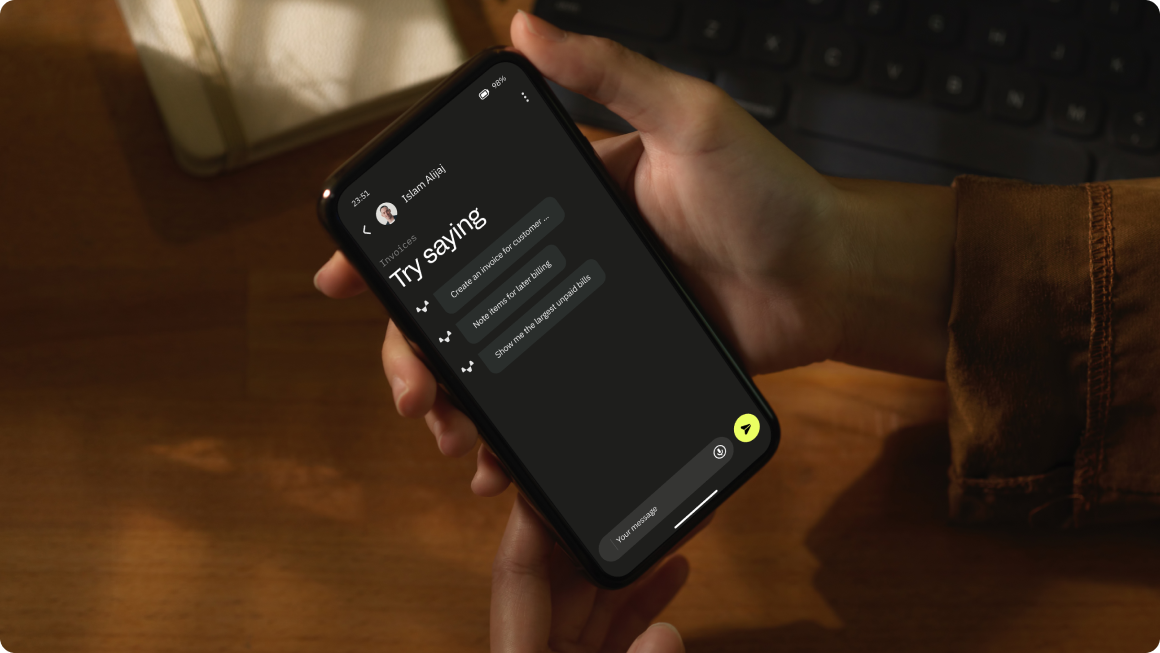 23:51
98%
Islam Alijaj
Invoices
Try saying
Create an invoice for customer ...
Note items for later billing
Show me the largest unpaid bills
Your message
Z X C V B N M